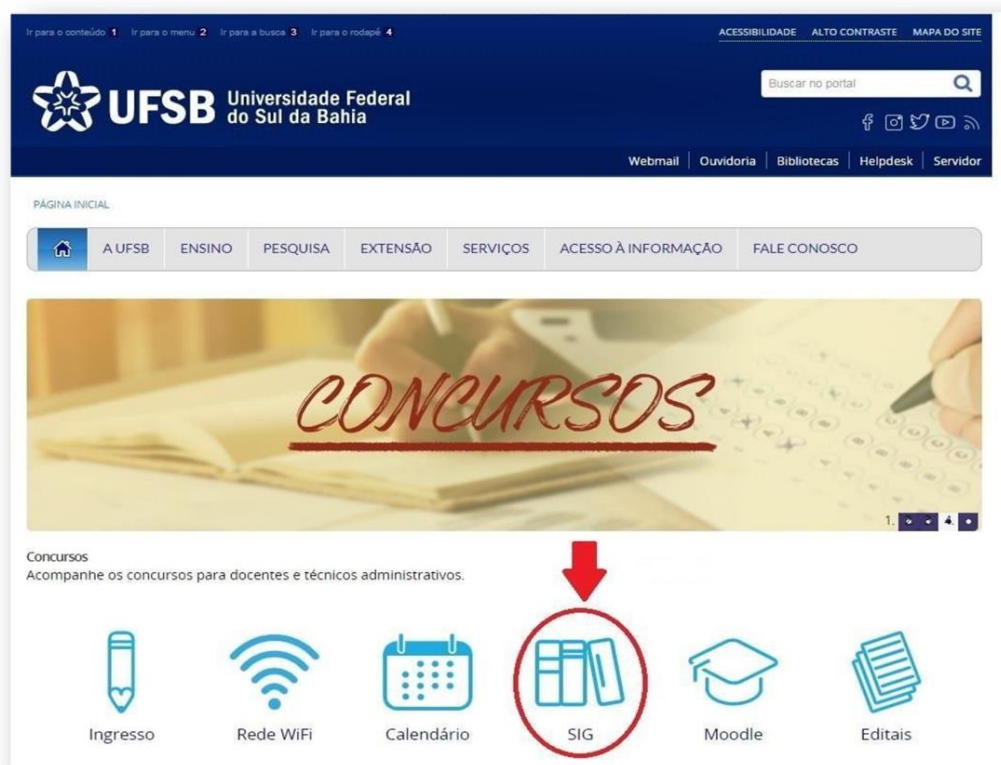 Ir para o conteúdo 1 Ir para o menu 2 Ir para a busca 3 Ir para o rodapé 4
ACESSIBILIDADE ALTO CONTRASTE MAPA DO SITE
Buscar no portal
UFSB Universidade Federal
do Sul da Bahia
Webmail Ouvidoria Bibliotecas Helpdesk Servidor
PÁGINA INICIAL
A UFSB ENSINO PESQUISA EXTENSÃO SERVIÇOS ACESSO À INFORMAÇÃO FALE CONOSCO
CONCURSOS
1. 4.
Concursos
Acompanhe os concursos para docentes e técnicos administrativos.
Ingresso Rede WiFi Calendário SIG Moodle Editais